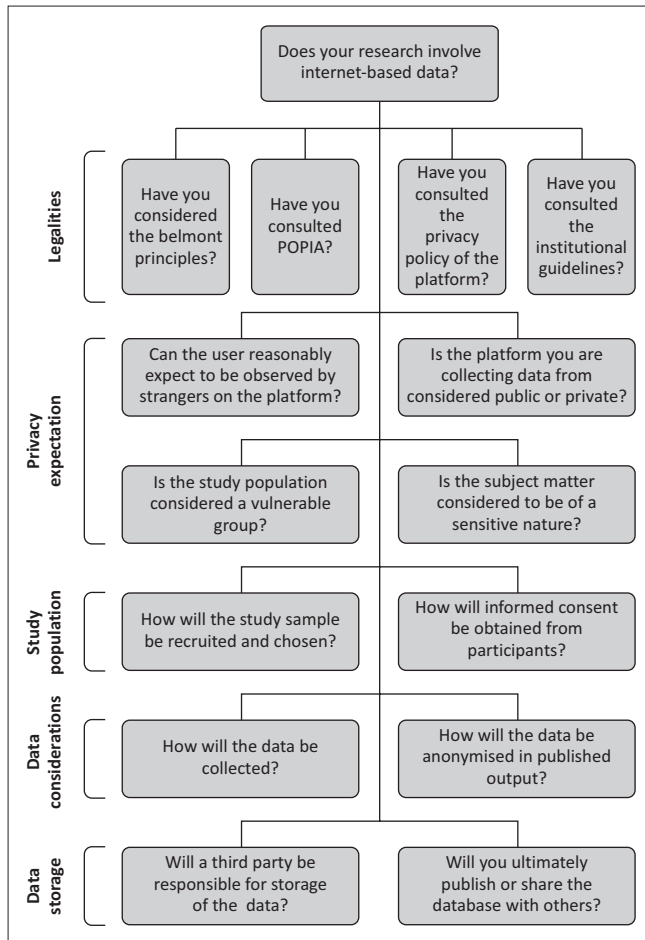 Does your research involve
internet-based data?
Legalities
Have you
considered
the belmont
principles?
Have you
consulted
POPIA?
Have you
consulted
the
privacy
policy of the
platform?
Have you
consulted
the
institutional
guidelines?
Privacy
expectation
Can the user reasonably
expect to be observed by
strangers on the platform?
Is the platform you are
collecting data from
considered public or private?
Is the study population
considered a vulnerable
group?
Is the subject matter
considered to be of a
sensitive nature?
Study
population
How will the study sample
be recruited and chosen?
How will informed consent
be obtained from
participants?
Data
considerations
How will the data be
collected?
How will the data be
anonymised in published
output?
Data
storage
Will a third party be
responsible for storage
of the data?
Will you ultimately
publish or share the
database with others?